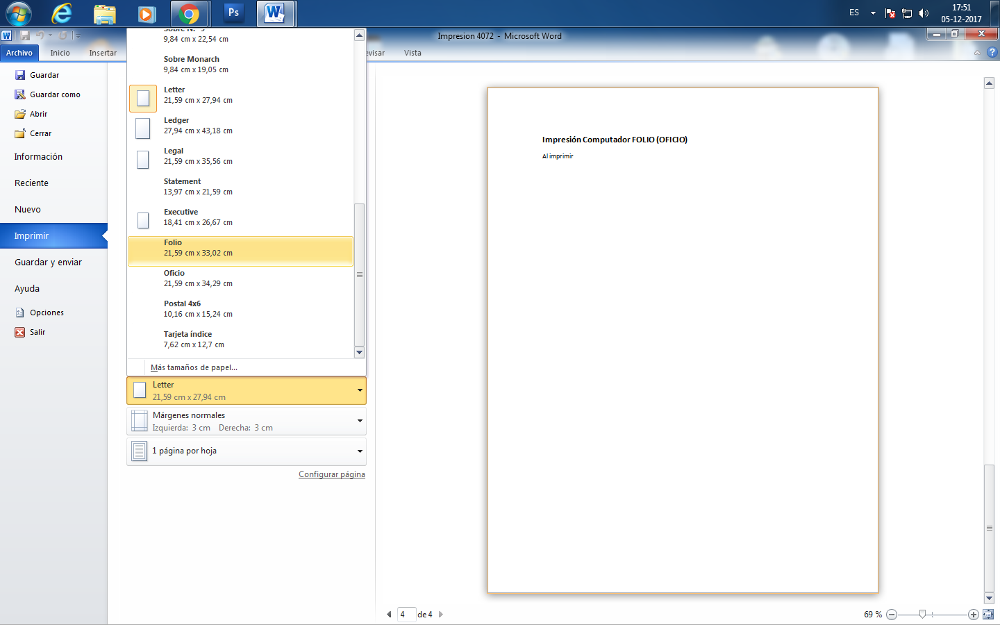 Ps
W
ES
17:51
05-12-2017
W
Impresion 4072 - Microsoft Word
Archivo
Inicio
Insertar
evisar
Vista
Guardar
Guardar como
Abrir
Cerrar
Información
Reciente
Nuevo
Imprimir
Guardar y enviar
Ayuda
Opciones
Salir
Sobre N.º 9
9,84 cm x 22,54 cm
Sobre Monarch
9,84 cm x 19,05 cm
Letter
21,59 cm x 27,94 cm
Ledger
27,94 cm x 43,18 cm
Legal
21,59 cm x 35,56 cm
Statement
13,97 cm x 21,59 cm
Executive
18,41 cm x 26,67 cm
Folio
21,59 cm x 33,02 cm
Oficio
21,59 cm x 34,29 cm
Postal 4x6
10,16 cm x 15,24 cm
Tarjeta índice
7,62 cm x 12,7 cm
Más tamaños de papel...
Letter
21,59 cm x 27,94 cm
Márgenes normales
Izquierda: 3 cm Derecha: 3 cm
1 página por hoja
Configurar página
Impresión Computador FOLIO (OFICIO)
Al imprimir
4 de 4
69 %